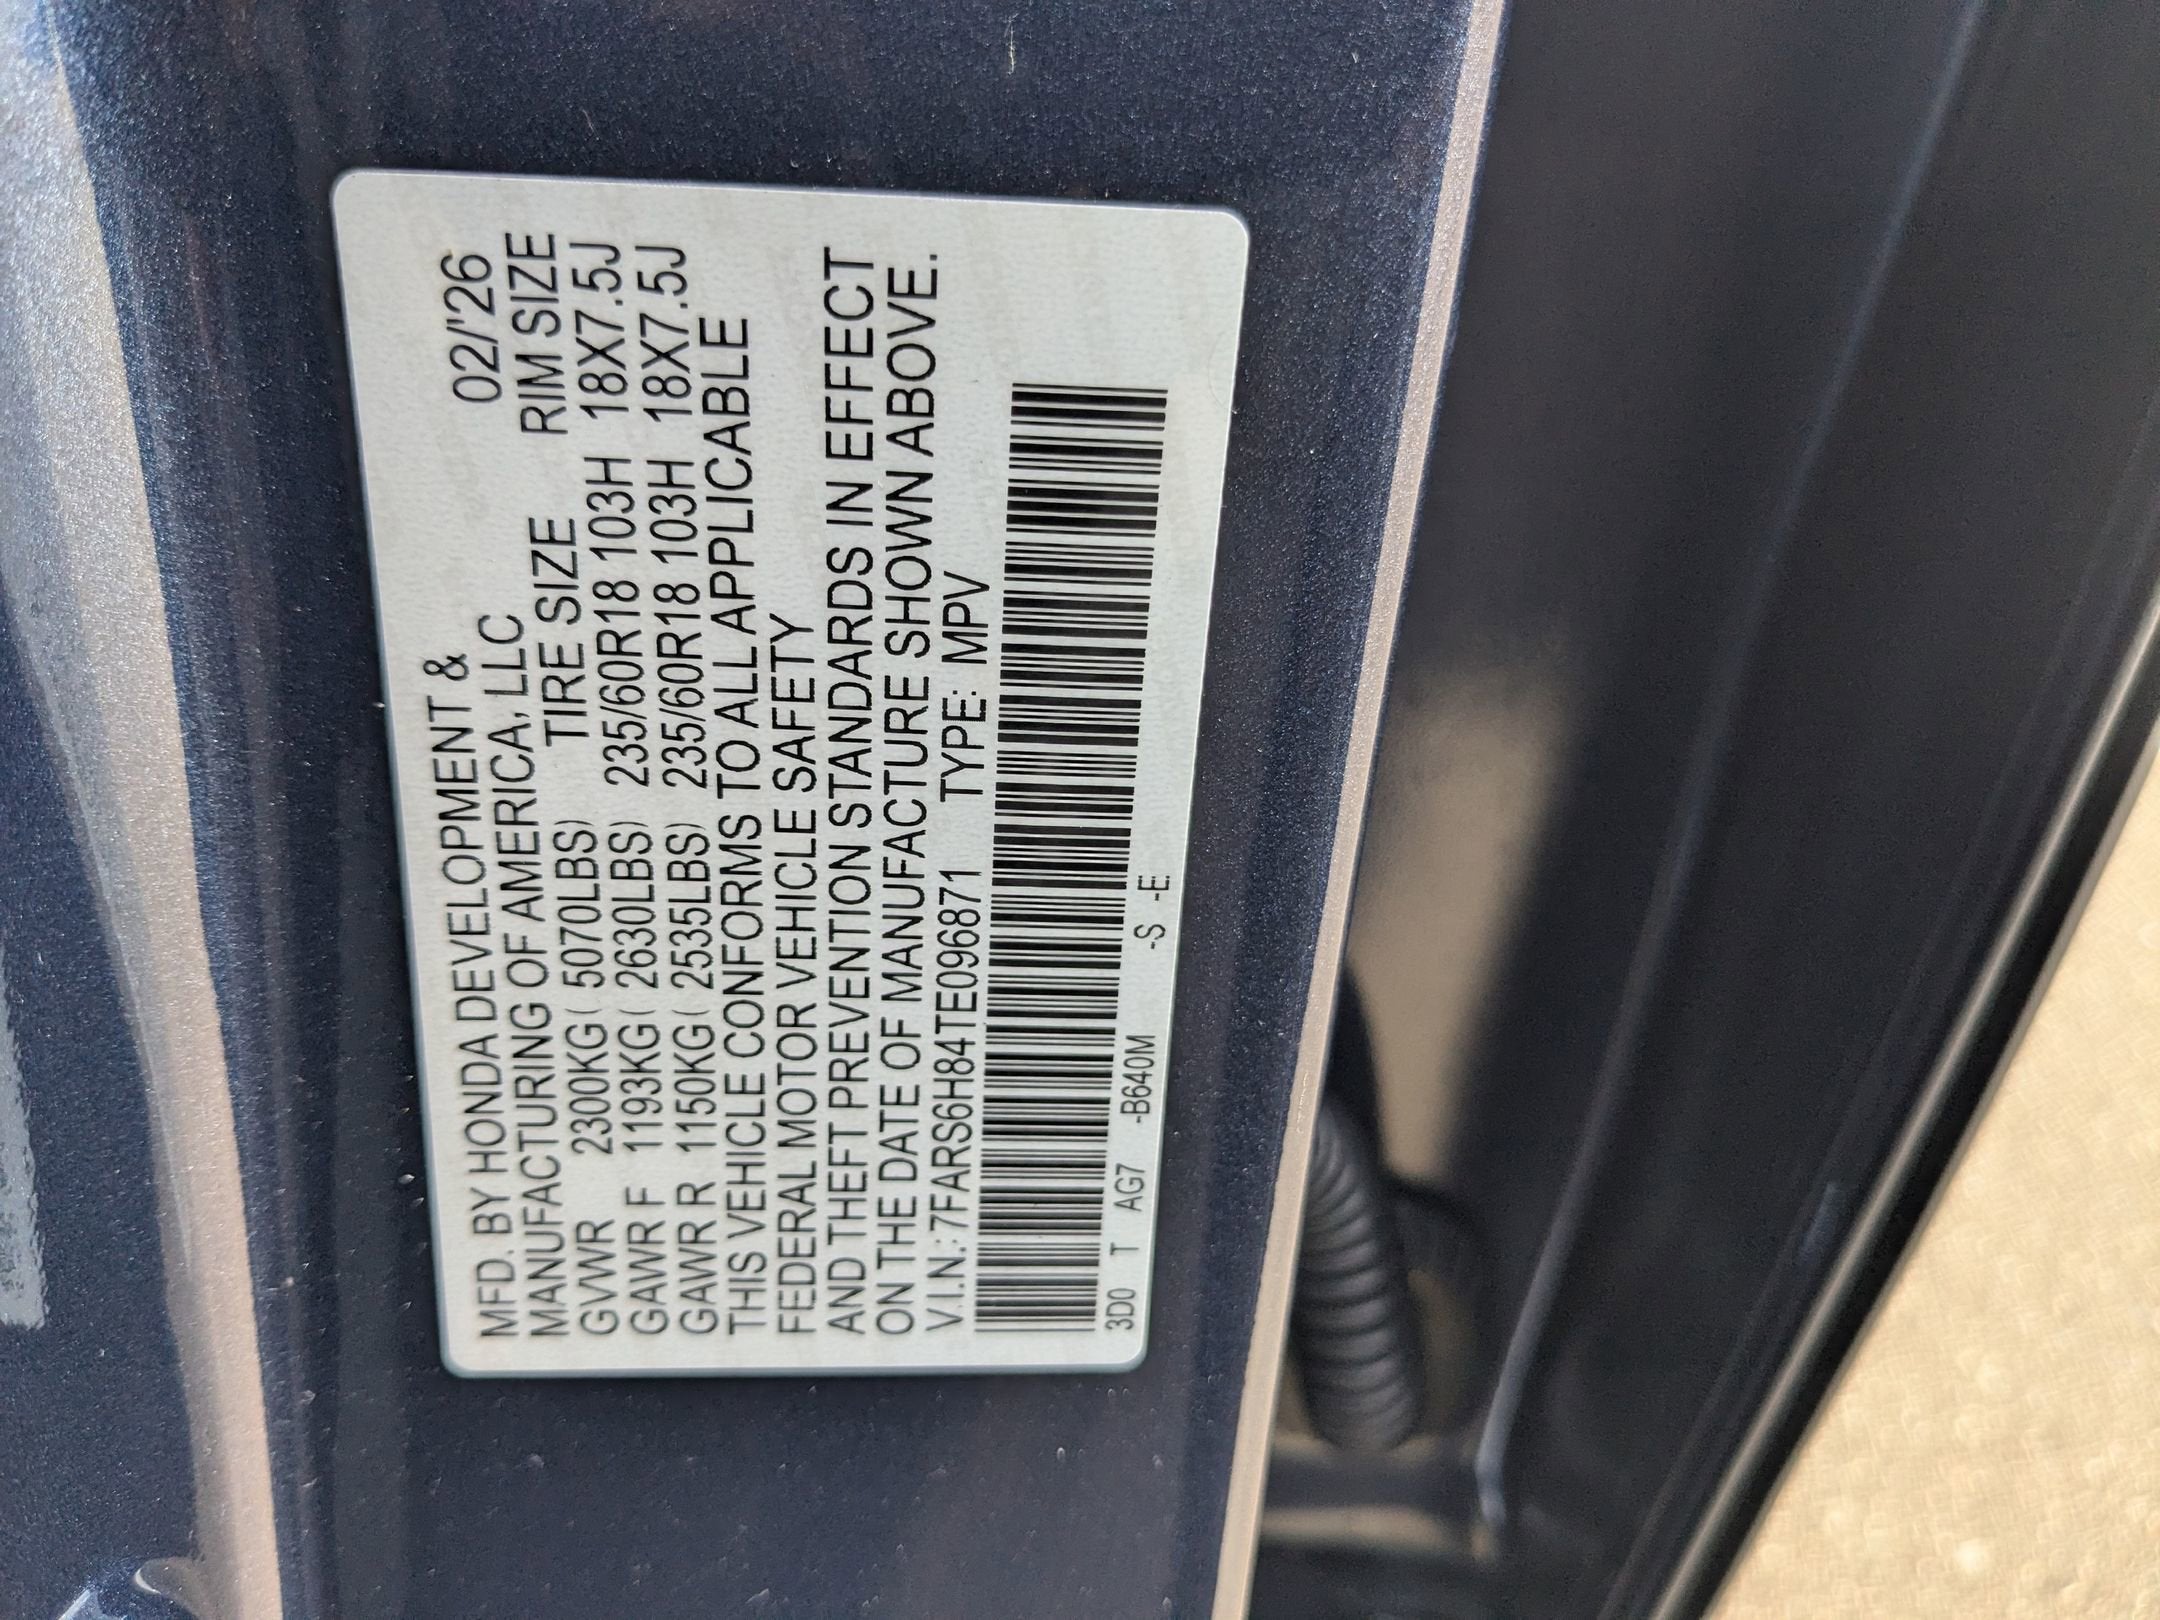 MFD. BY HONDA DEVELOPMENT & 02/'26
MANUFACTURING OF AMERICA, LLC
TIRE SIZE RIM SIZE
GVWR 2300KG( 5070LBS) 235/60R18 103H 18X7.5J
GAWR F 1193KG( 2630LBS) 235/60R18 103H 18X7.5J
GAWR R 1150KG( 2535LBS)
THIS VEHICLE CONFORMS TO ALL APPLICABLE
FEDERAL MOTOR VEHICLE SAFETY
AND THEFT PREVENTION STANDARDS IN EFFECT
ON THE DATE OF MANUFACTURE SHOWN ABOVE.
V.I.N.:7FARS6H84TE096871 TYPE: MPV
3D0 T AG7 -B640M -S -E